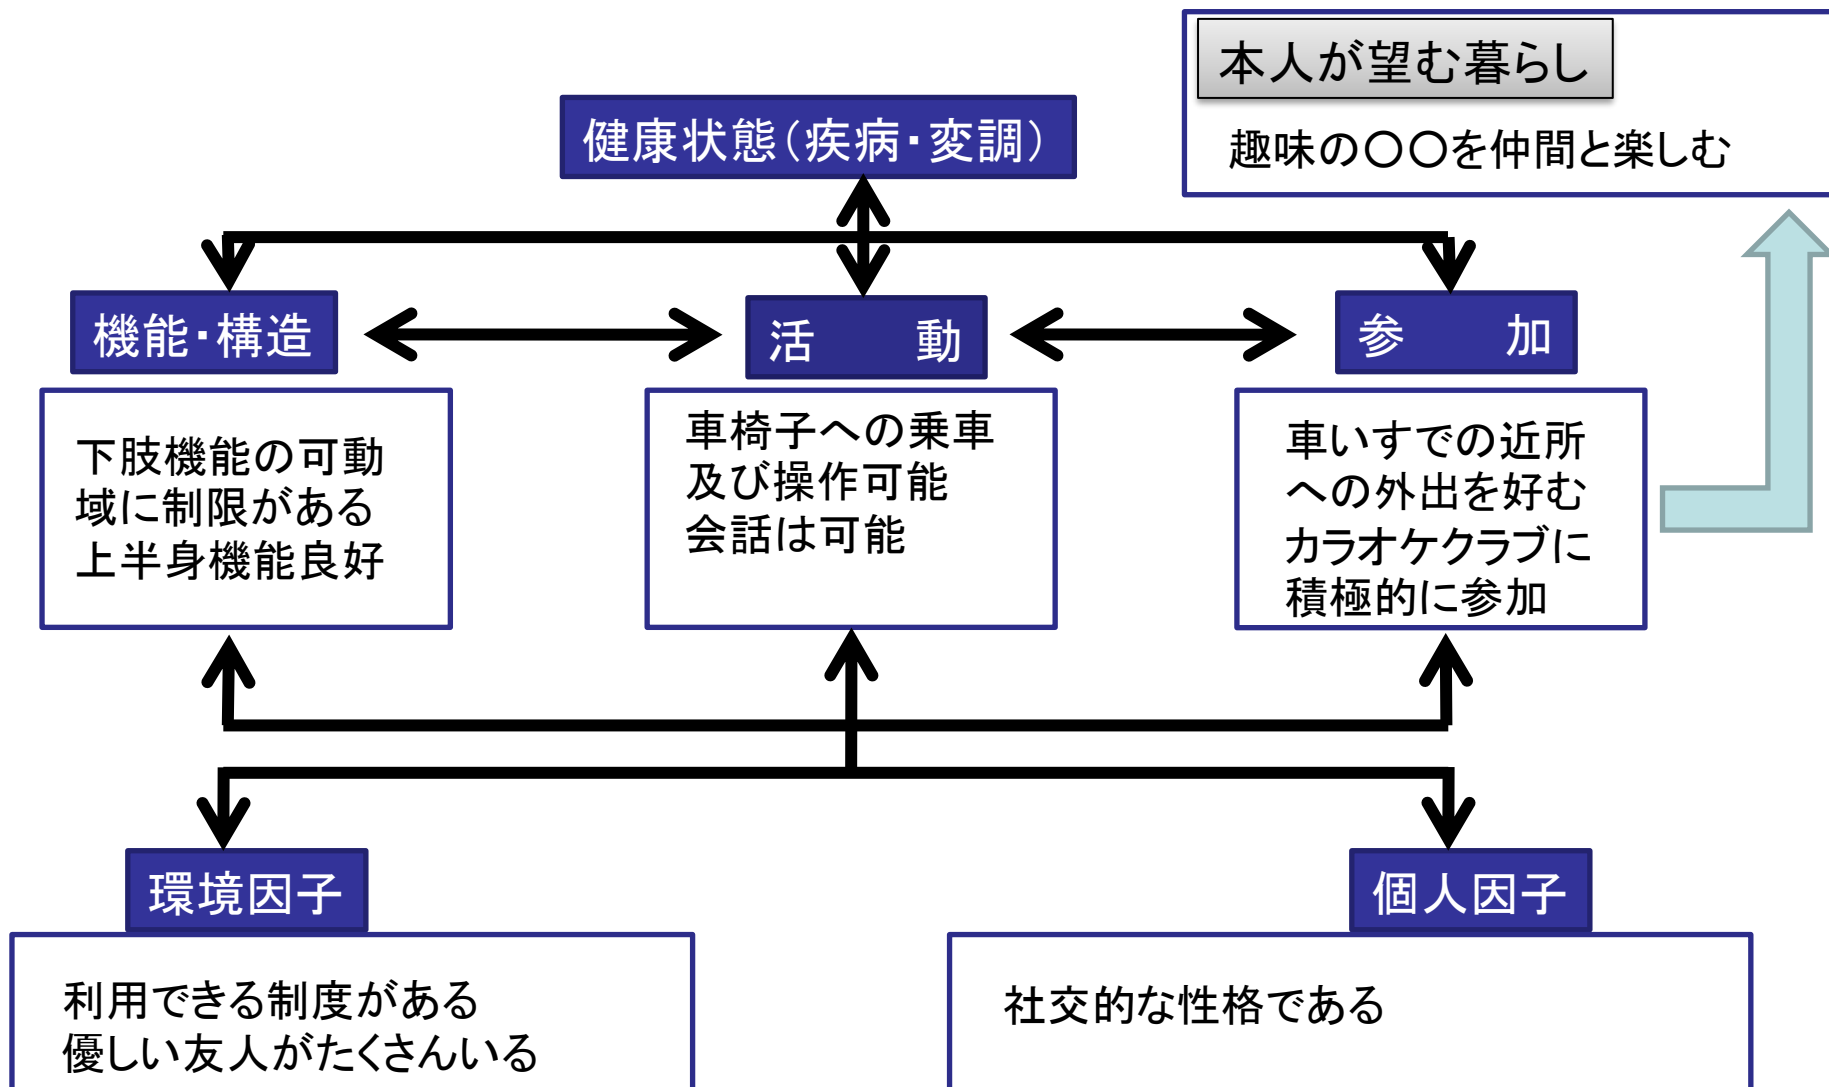 本人が望む暮らし
趣味の〇〇を仲間と楽しむ
健康状態（疾病・変調）
機能・構造
活　動
参　加
下肢機能の可動
域に制限がある
上半身機能良好
車椅子への乗車
及び操作可能
会話は可能
車いすでの近所
への外出を好む
カラオケクラブに
積極的に参加
環境因子
個人因子
利用できる制度がある
優しい友人がたくさんいる
社交的な性格である